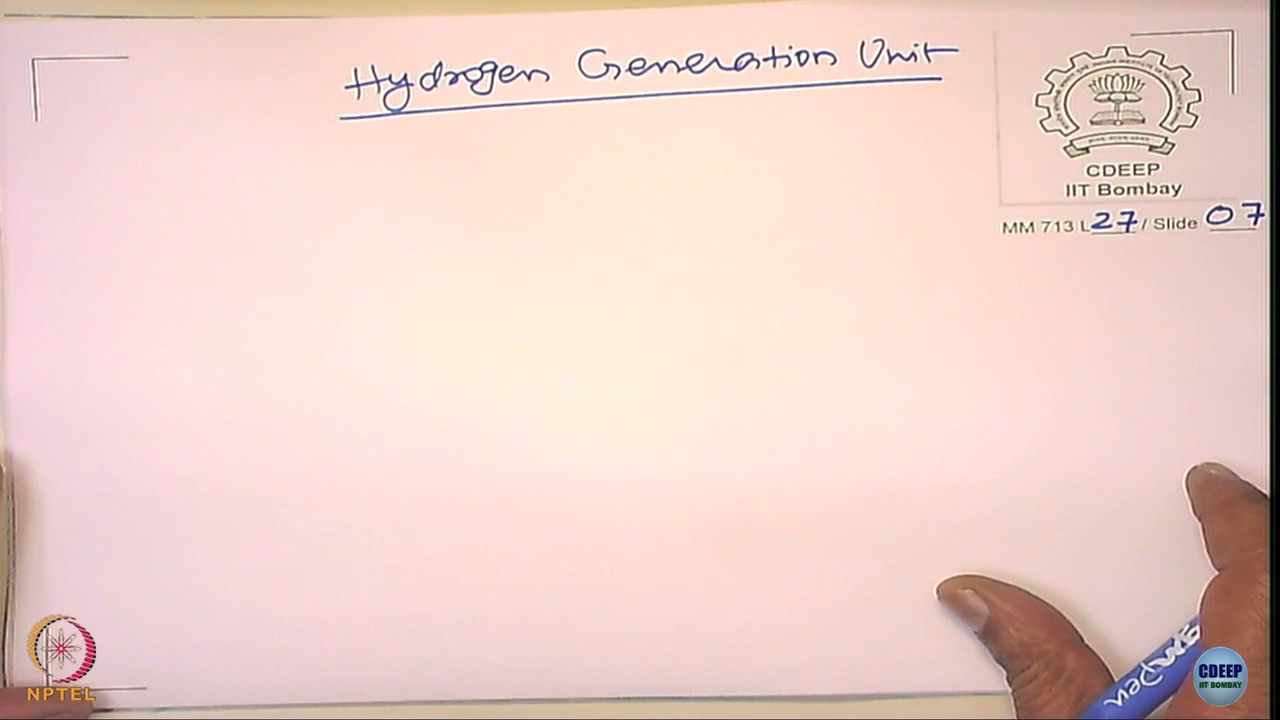 Hydrogen Generation Unit
CDEEP
IIT Bombay
MM 713 L27 / Slide 07
NPTEL
CDEEP
IIT BOMBAY